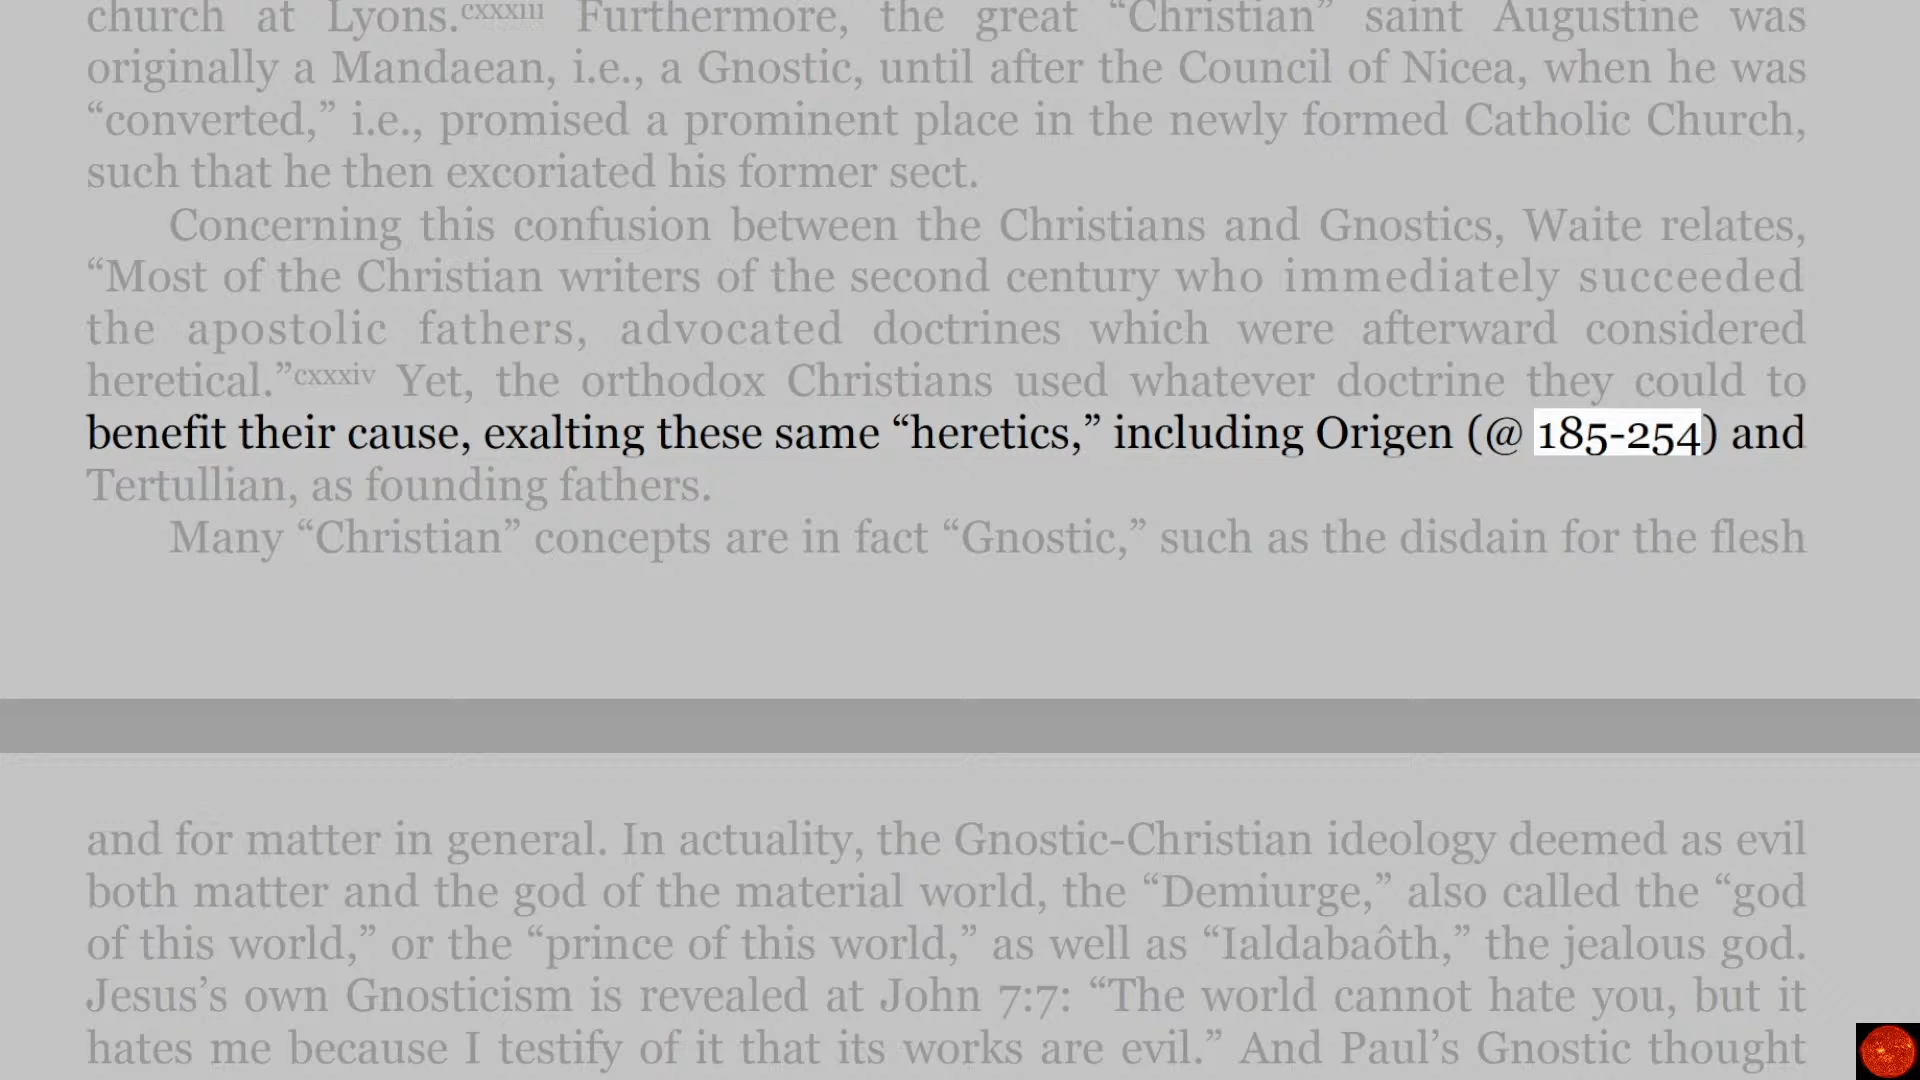 church at Lyons.cxxxiii Furthermore, the great “Christian” saint Augustine was
originally a Mandaean, i.e., a Gnostic, until after the Council of Nicea, when he was
“converted,” i.e., promised a prominent place in the newly formed Catholic Church,
such that he then excoriated his former sect.
Concerning this confusion between the Christians and Gnostics, Waite relates,
“Most of the Christian writers of the second century who immediately succeeded
the apostolic fathers, advocated doctrines which were afterward considered
heretical.”cxxxiv Yet, the orthodox Christians used whatever doctrine they could to
benefit their cause, exalting these same “heretics,” including Origen (@ 185-254) and
Tertullian, as founding fathers.
Many “Christian” concepts are in fact “Gnostic,” such as the disdain for the flesh
and for matter in general. In actuality, the Gnostic-Christian ideology deemed as evil
both matter and the god of the material world, the “Demiurge,” also called the “god
of this world,” or the “prince of this world,” as well as “Ialdabaôth,” the jealous god.
Jesus’s own Gnosticism is revealed at John 7:7: “The world cannot hate you, but it
hates me because I testify of it that its works are evil.” And Paul’s Gnostic thought